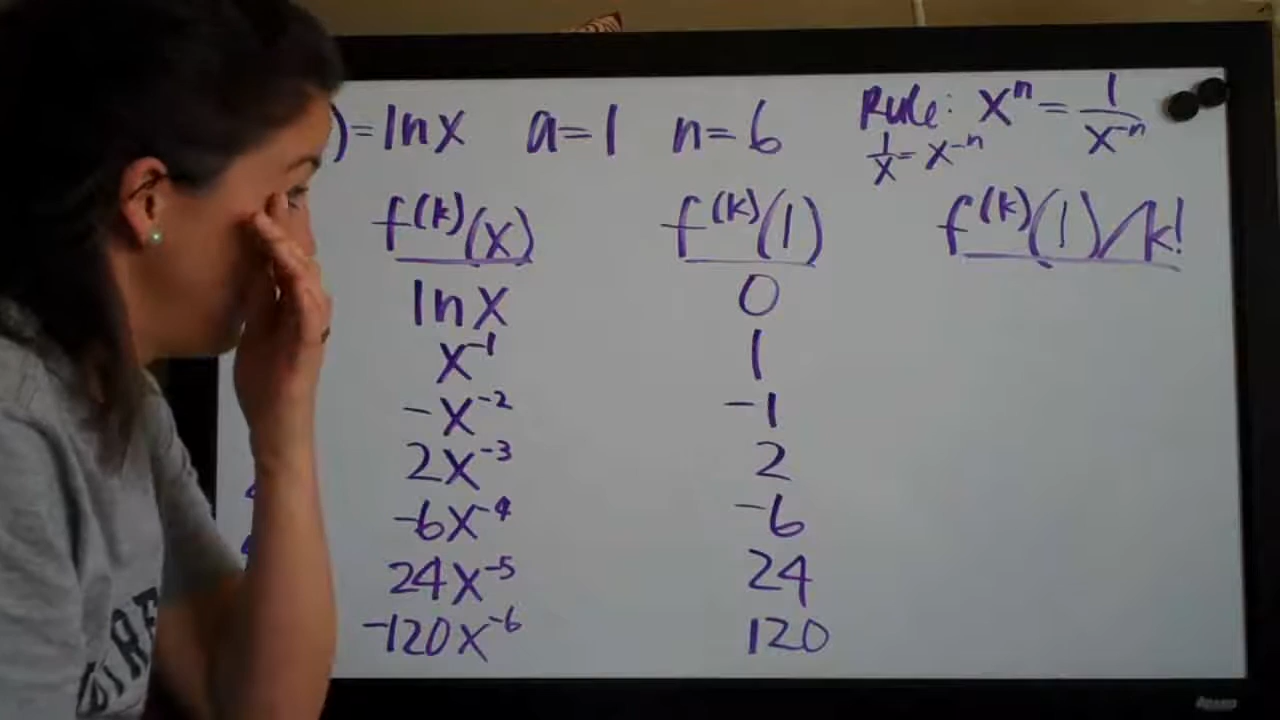 )=lnx a=1 n=6 Rule: xⁿ = 1/x⁻ⁿ
1/x = x⁻ⁿ
f⁽ᵏ⁾(x) f⁽ᵏ⁾(1) f⁽ᵏ⁾(1)/k!
lnx 0
x⁻¹ 1
-x⁻² -1
2x⁻³ 2
-6x⁻⁴ -6
24x⁻⁵ 24
-120x⁻⁶ 120